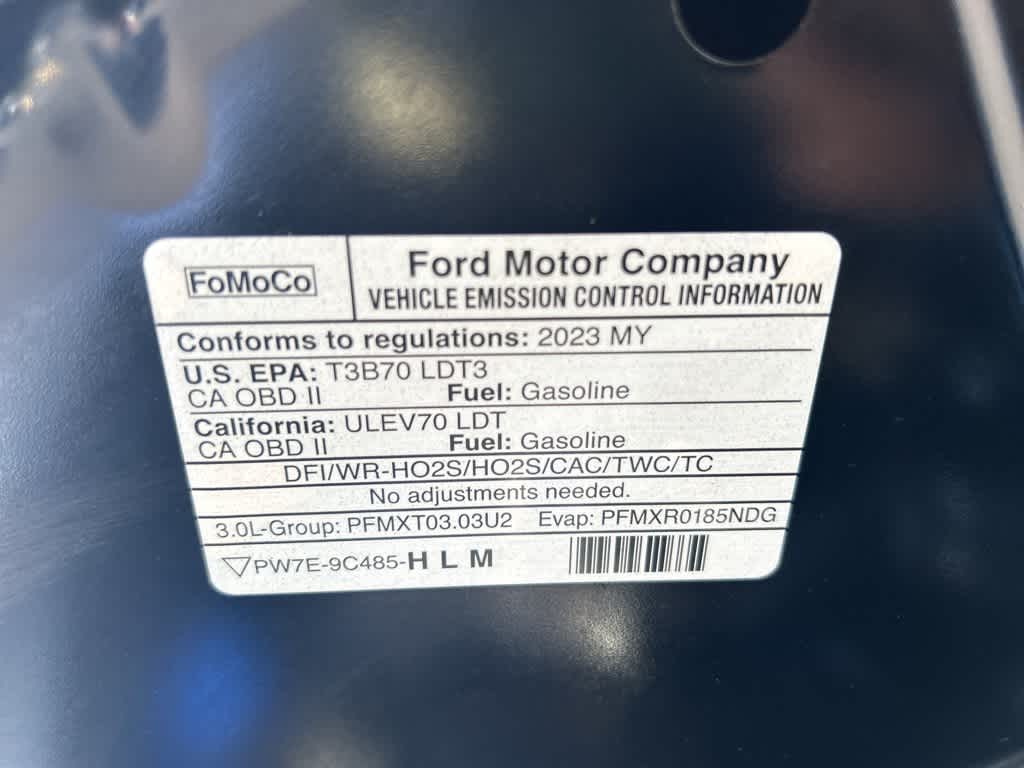 FoMoCo
Ford Motor Company
VEHICLE EMISSION CONTROL INFORMATION
Conforms to regulations: 2023 MY
U.S. EPA: T3B70 LDT3
CA OBD II Fuel: Gasoline
California: ULEV70 LDT
CA OBD II Fuel: Gasoline
DFI/WR-HO2S/HO2S/CAC/TWC/TC
No adjustments needed.
3.0L-Group: PFMXT03.03U2 Evap: PFMXR0185NDG
PW7E-9C485-H L M